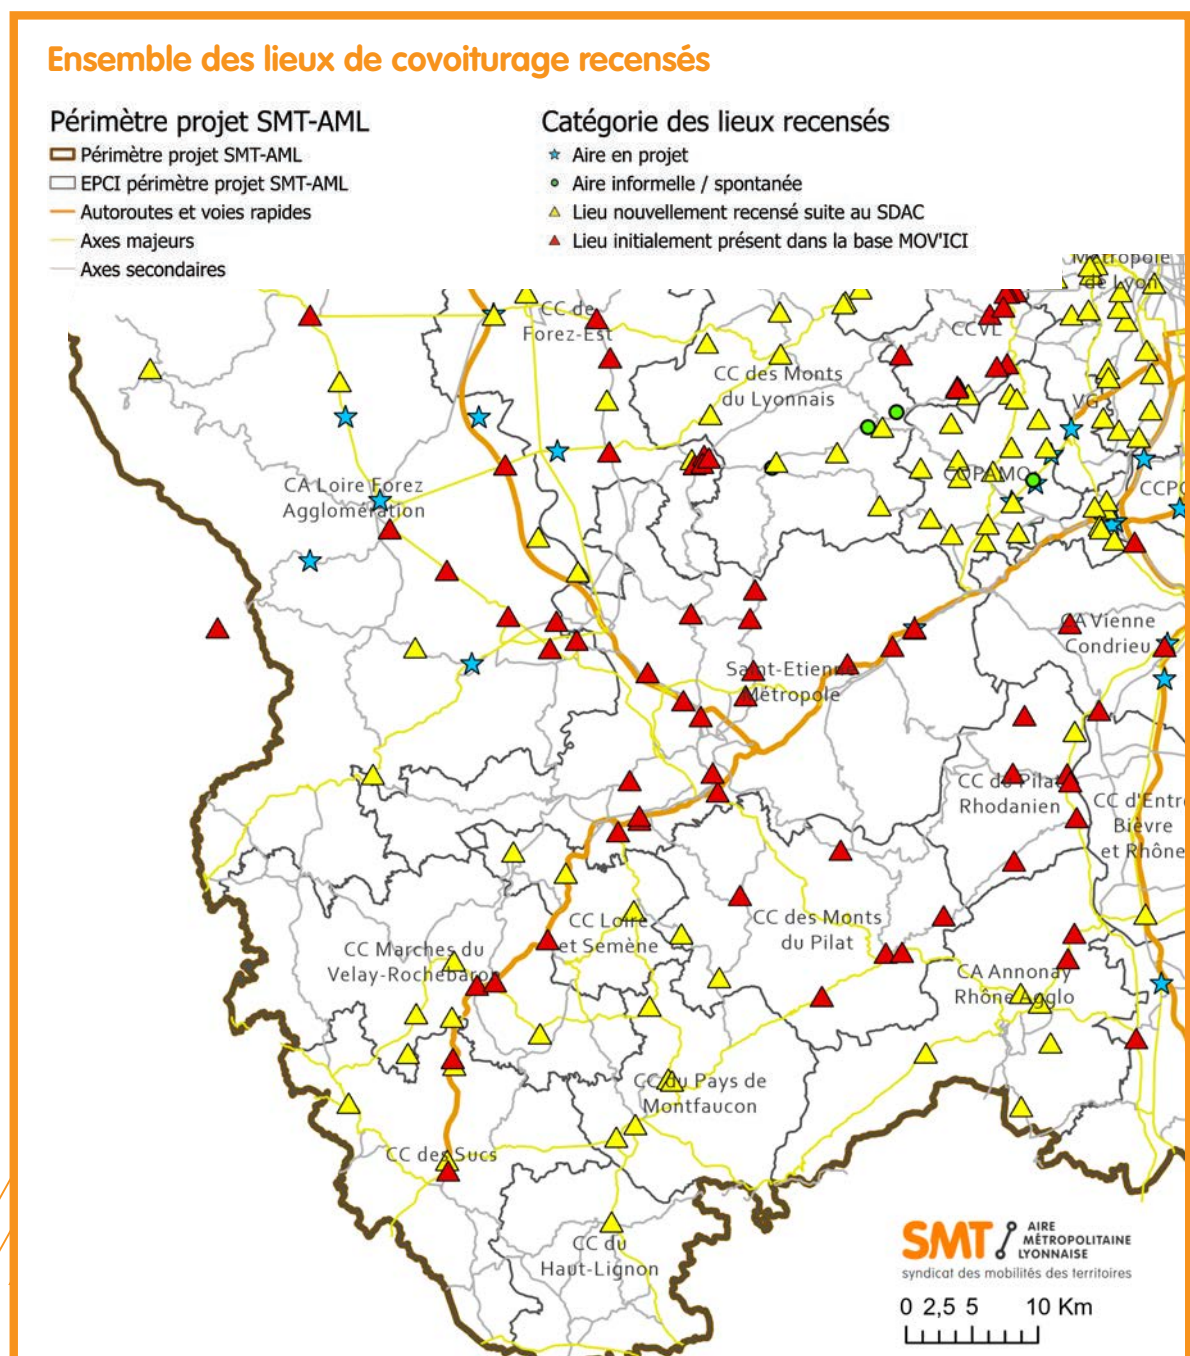 Ensemble des lieux de covoiturage recensés
Périmètre projet SMT-AML
Périmètre projet SMT-AML
EPCI périmètre projet SMT-AML
Autoroutes et voies rapides
Axes majeurs
Axes secondaires
Catégorie des lieux recensés
Aire en projet
Aire informelle / spontanée
Lieu nouvellement recensé suite au SDAC
Lieu initialement présent dans la base MOV'ICI
Métropole
de Lyon
CC de
Forez-Est
CCVL
CC des Monts
du Lyonnais
VG
COPAMO
CA Loire Forez
Agglomération
CCPO
CA Vienne
Condrieu
Saint-Etienne
Métropole
CC du Pilat
Rhodanien
CC d'Entre
Bièvre
et Rhône
CC Loire
et Semène
CC des Monts
du Pilat
CC Marches du
Velay-Rochebaron
CA Annonay
Rhône Agglo
CC du Pays de
Montfaucon
CC des Sucs
CC du
Haut-Lignon
SMT AIRE
MÉTROPOLITAINE
LYONNAISE
syndicat des mobilités des territoires
0 2,5 5 10 Km